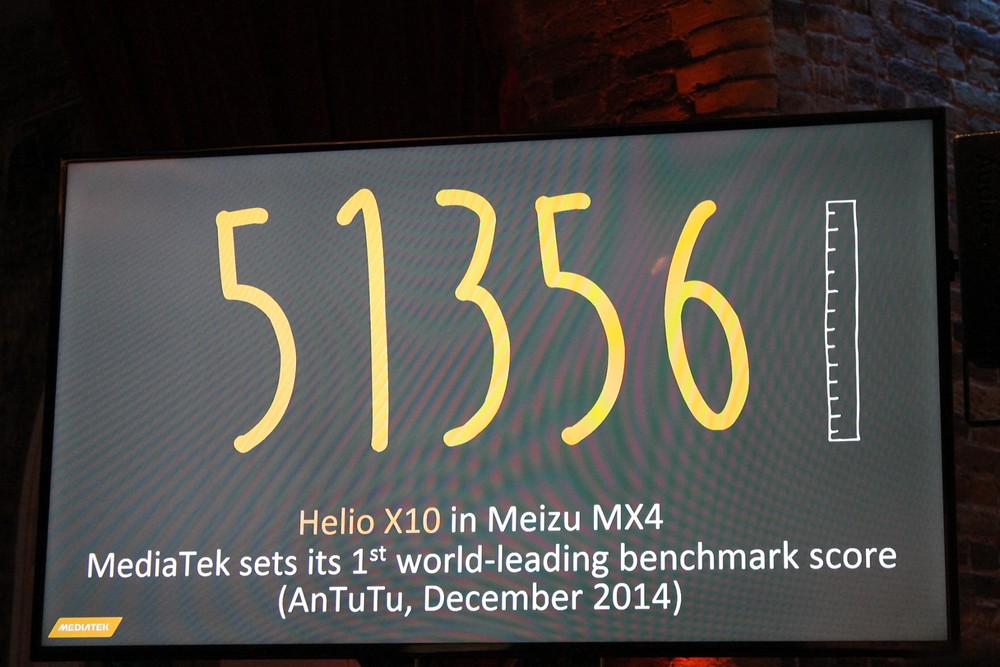 51356
Helio X10 in Meizu MX4
MediaTek sets its 1st world-leading benchmark score
(AnTuTu, December 2014)
MEDIATEK